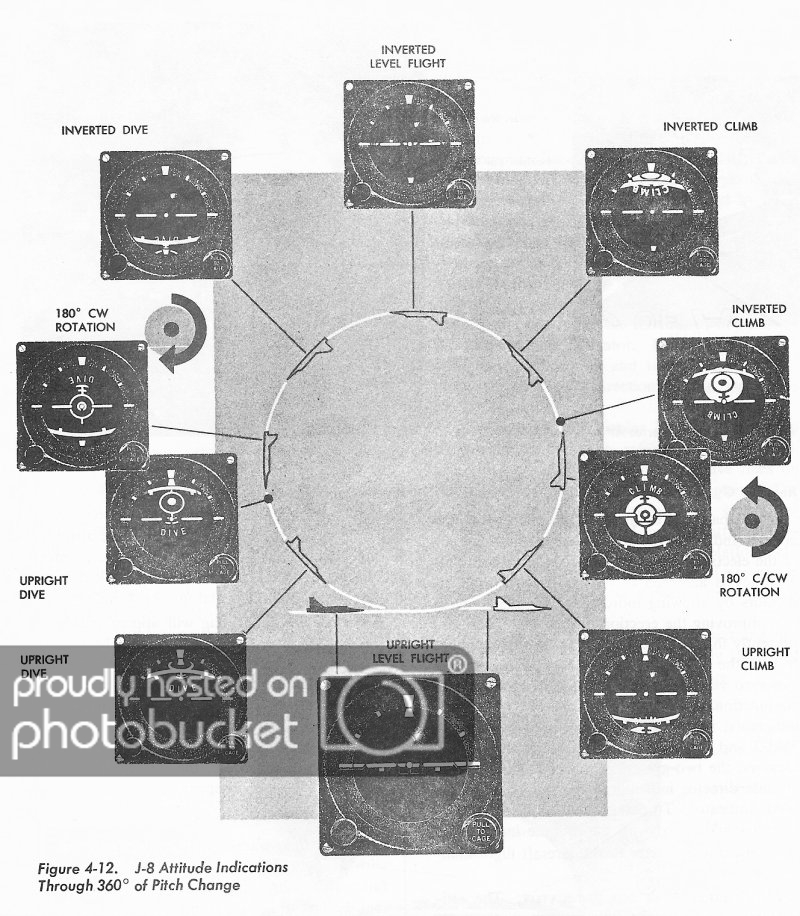 INVERTED
LEVEL FLIGHT
INVERTED DIVE
INVERTED CLIMB
CLIMB
DIVE
180° CW
ROTATION
INVERTED
CLIMB
DIVE
CLIMB
CLIMB
DIVE
180° C/CW
ROTATION
UPRIGHT
DIVE
UPRIGHT
DIVE
UPRIGHT
LEVEL FLIGHT
UPRIGHT
CLIMB
DIVE
CLIMB
proudly hosted on
photobucket®
PULL
TO
CAGE
Figure 4-12. J-8 Attitude Indications
Through 360° of Pitch Change